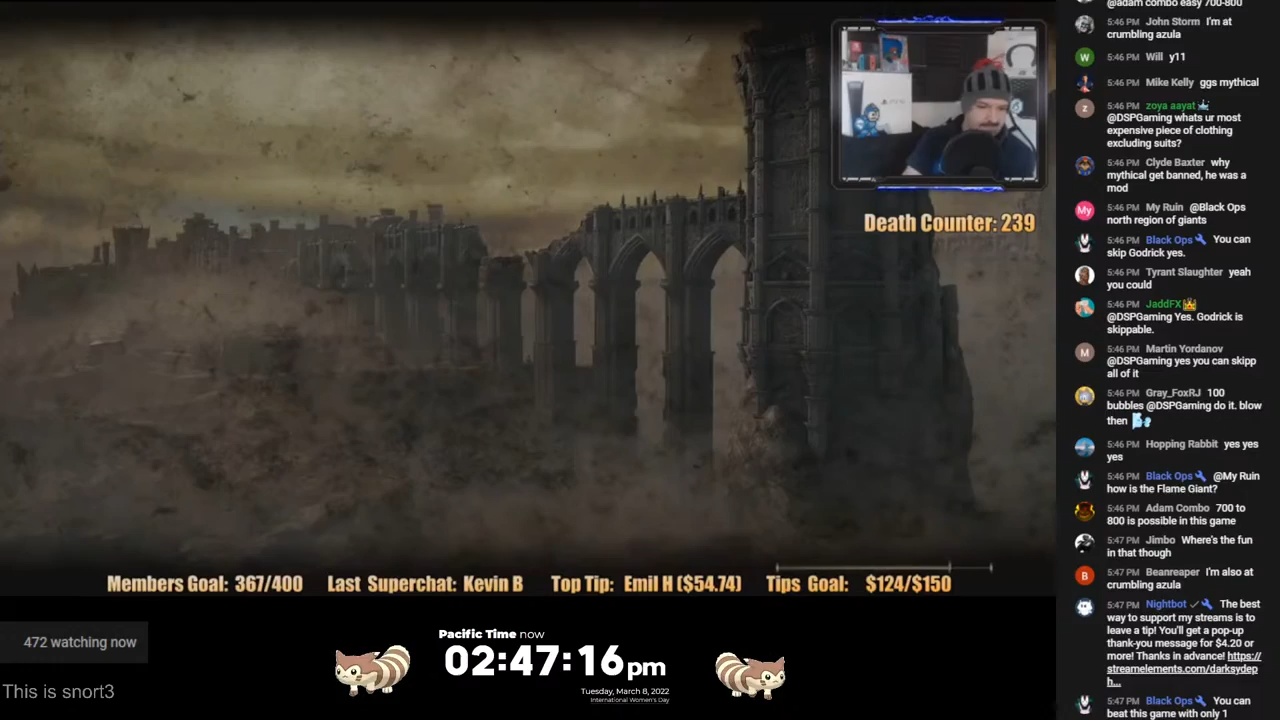 @adam combo easy 700-800
5:46 PM John Storm I'm at
crumbling azula
5:46 PM Will y11
5:46 PM Mike Kelly ggs mythical
5:46 PM zoya aayat
@DSPGaming whats ur most
expensive piece of clothing
excluding suits?
5:46 PM Clyde Baxter why
mythical get banned, he was a
mod
5:46 PM My Ruin @Black Ops
north region of giants
5:46 PM Black Ops You can
skip Godrick yes.
5:46 PM Tyrant Slaughter yeah
you could
5:46 PM JaddFX
@DSPGaming Yes. Godrick is
skippable.
5:46 PM Martin Yordanov
@DSPGaming yes you can skipp
all of it
5:46 PM Gray_FoxRJ 100
bubbles @DSPGaming do it. blow
then
5:46 PM Hopping Rabbit yes yes
yes
5:46 PM Black Ops @My Ruin
how is the Flame Giant?
5:46 PM Adam Combo 700 to
800 is possible in this game
5:47 PM Jimbo Where's the fun
in that though
5:47 PM Beanreaper I'm also at
crumbling azula
5:47 PM Nightbot The best
way to support my streams is to
leave a tip! You'll get a pop-up
thank-you message for $4.20 or
more! Thanks in advance! https://
streamelements.com/darksydep
h...
5:47 PM Black Ops You can
beat this game with only 1
Death Counter: 239
Members Goal: 367/400 Last Superchat: Kevin B Top Tip: Emil H ($54.74) Tips Goal: $124/$150
472 watching now
This is snort3
Pacific Time now
02:47:16pm
Tuesday, March 8, 2022
International Women's Day